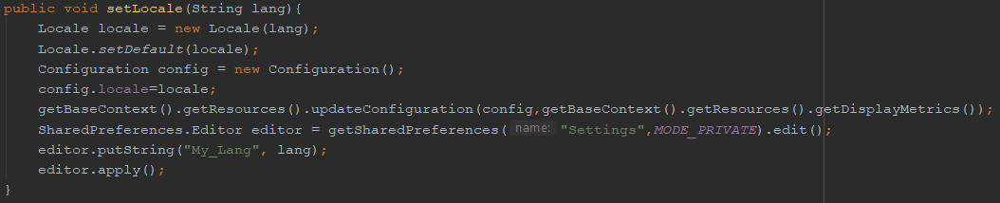 public void setLocale(String lang){
Locale locale = new Locale(lang);
Locale.setDefault(locale);
Configuration config = new Configuration();
config.locale=locale;
getBaseContext().getResources().updateConfiguration(config,getBaseContext().getResources().getDisplayMetrics());
SharedPreferences.Editor editor = getSharedPreferences( name: "Settings",MODE_PRIVATE).edit();
editor.putString("My_Lang", lang);
editor.apply();
}